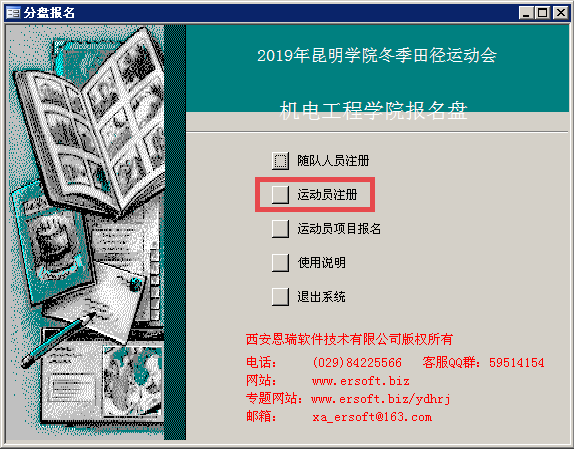 分盘报名
2019年昆明学院冬季田径运动会
机电工程学院报名盘
随队人员注册
运动员注册
运动员项目报名
使用说明
退出系统
西安恩瑞软件技术有限公司版权所有
电话： (029)84225566 客服QQ群：59514154
网站： www.ersoft.biz
专题网站：www.ersoft.biz/ydhrj
邮箱： xa_ersoft@163.com